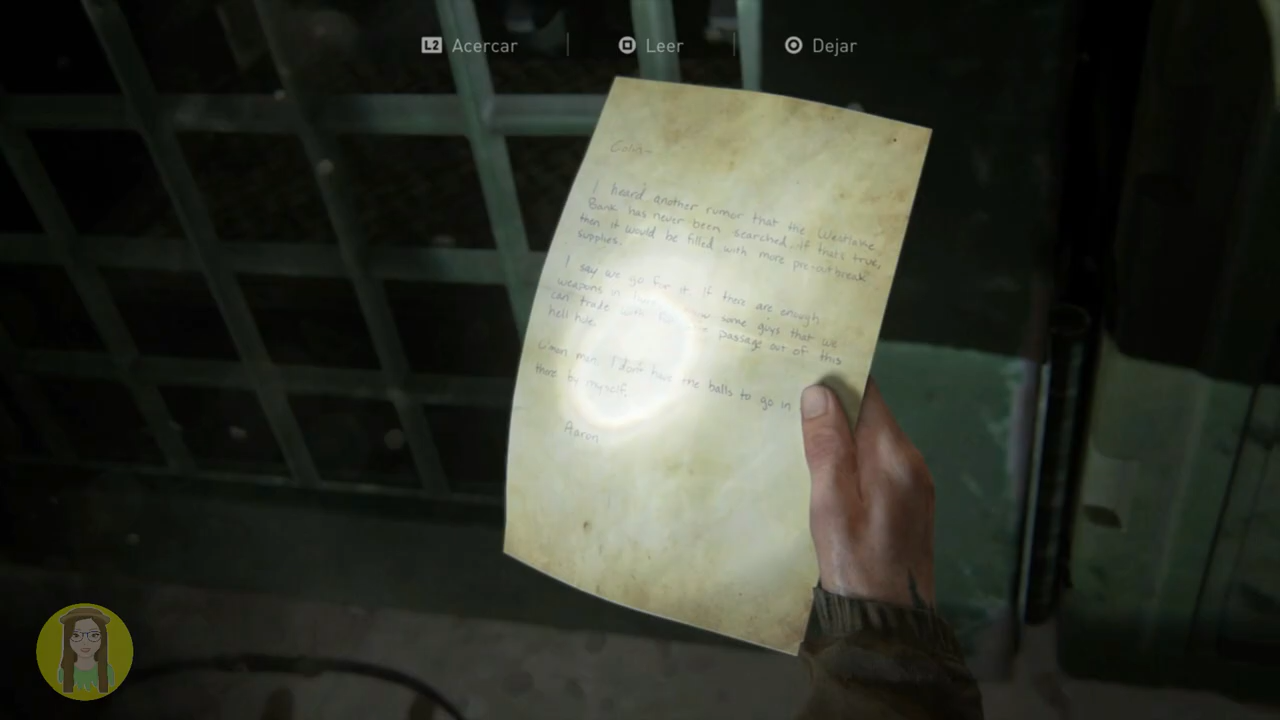 L2 Acercar
Leer
Dejar
Colin-
I heard another rumor that the Westlake
Bank has never been searched. If that's true,
then it would be filled with more pre-outbreak
supplies.
I say we go for it. If there are enough
weapons in some guys that we
can trade with passage out of this
hell hole.
C'mon man. I don't have the balls to go in
there by myself.
Aaron